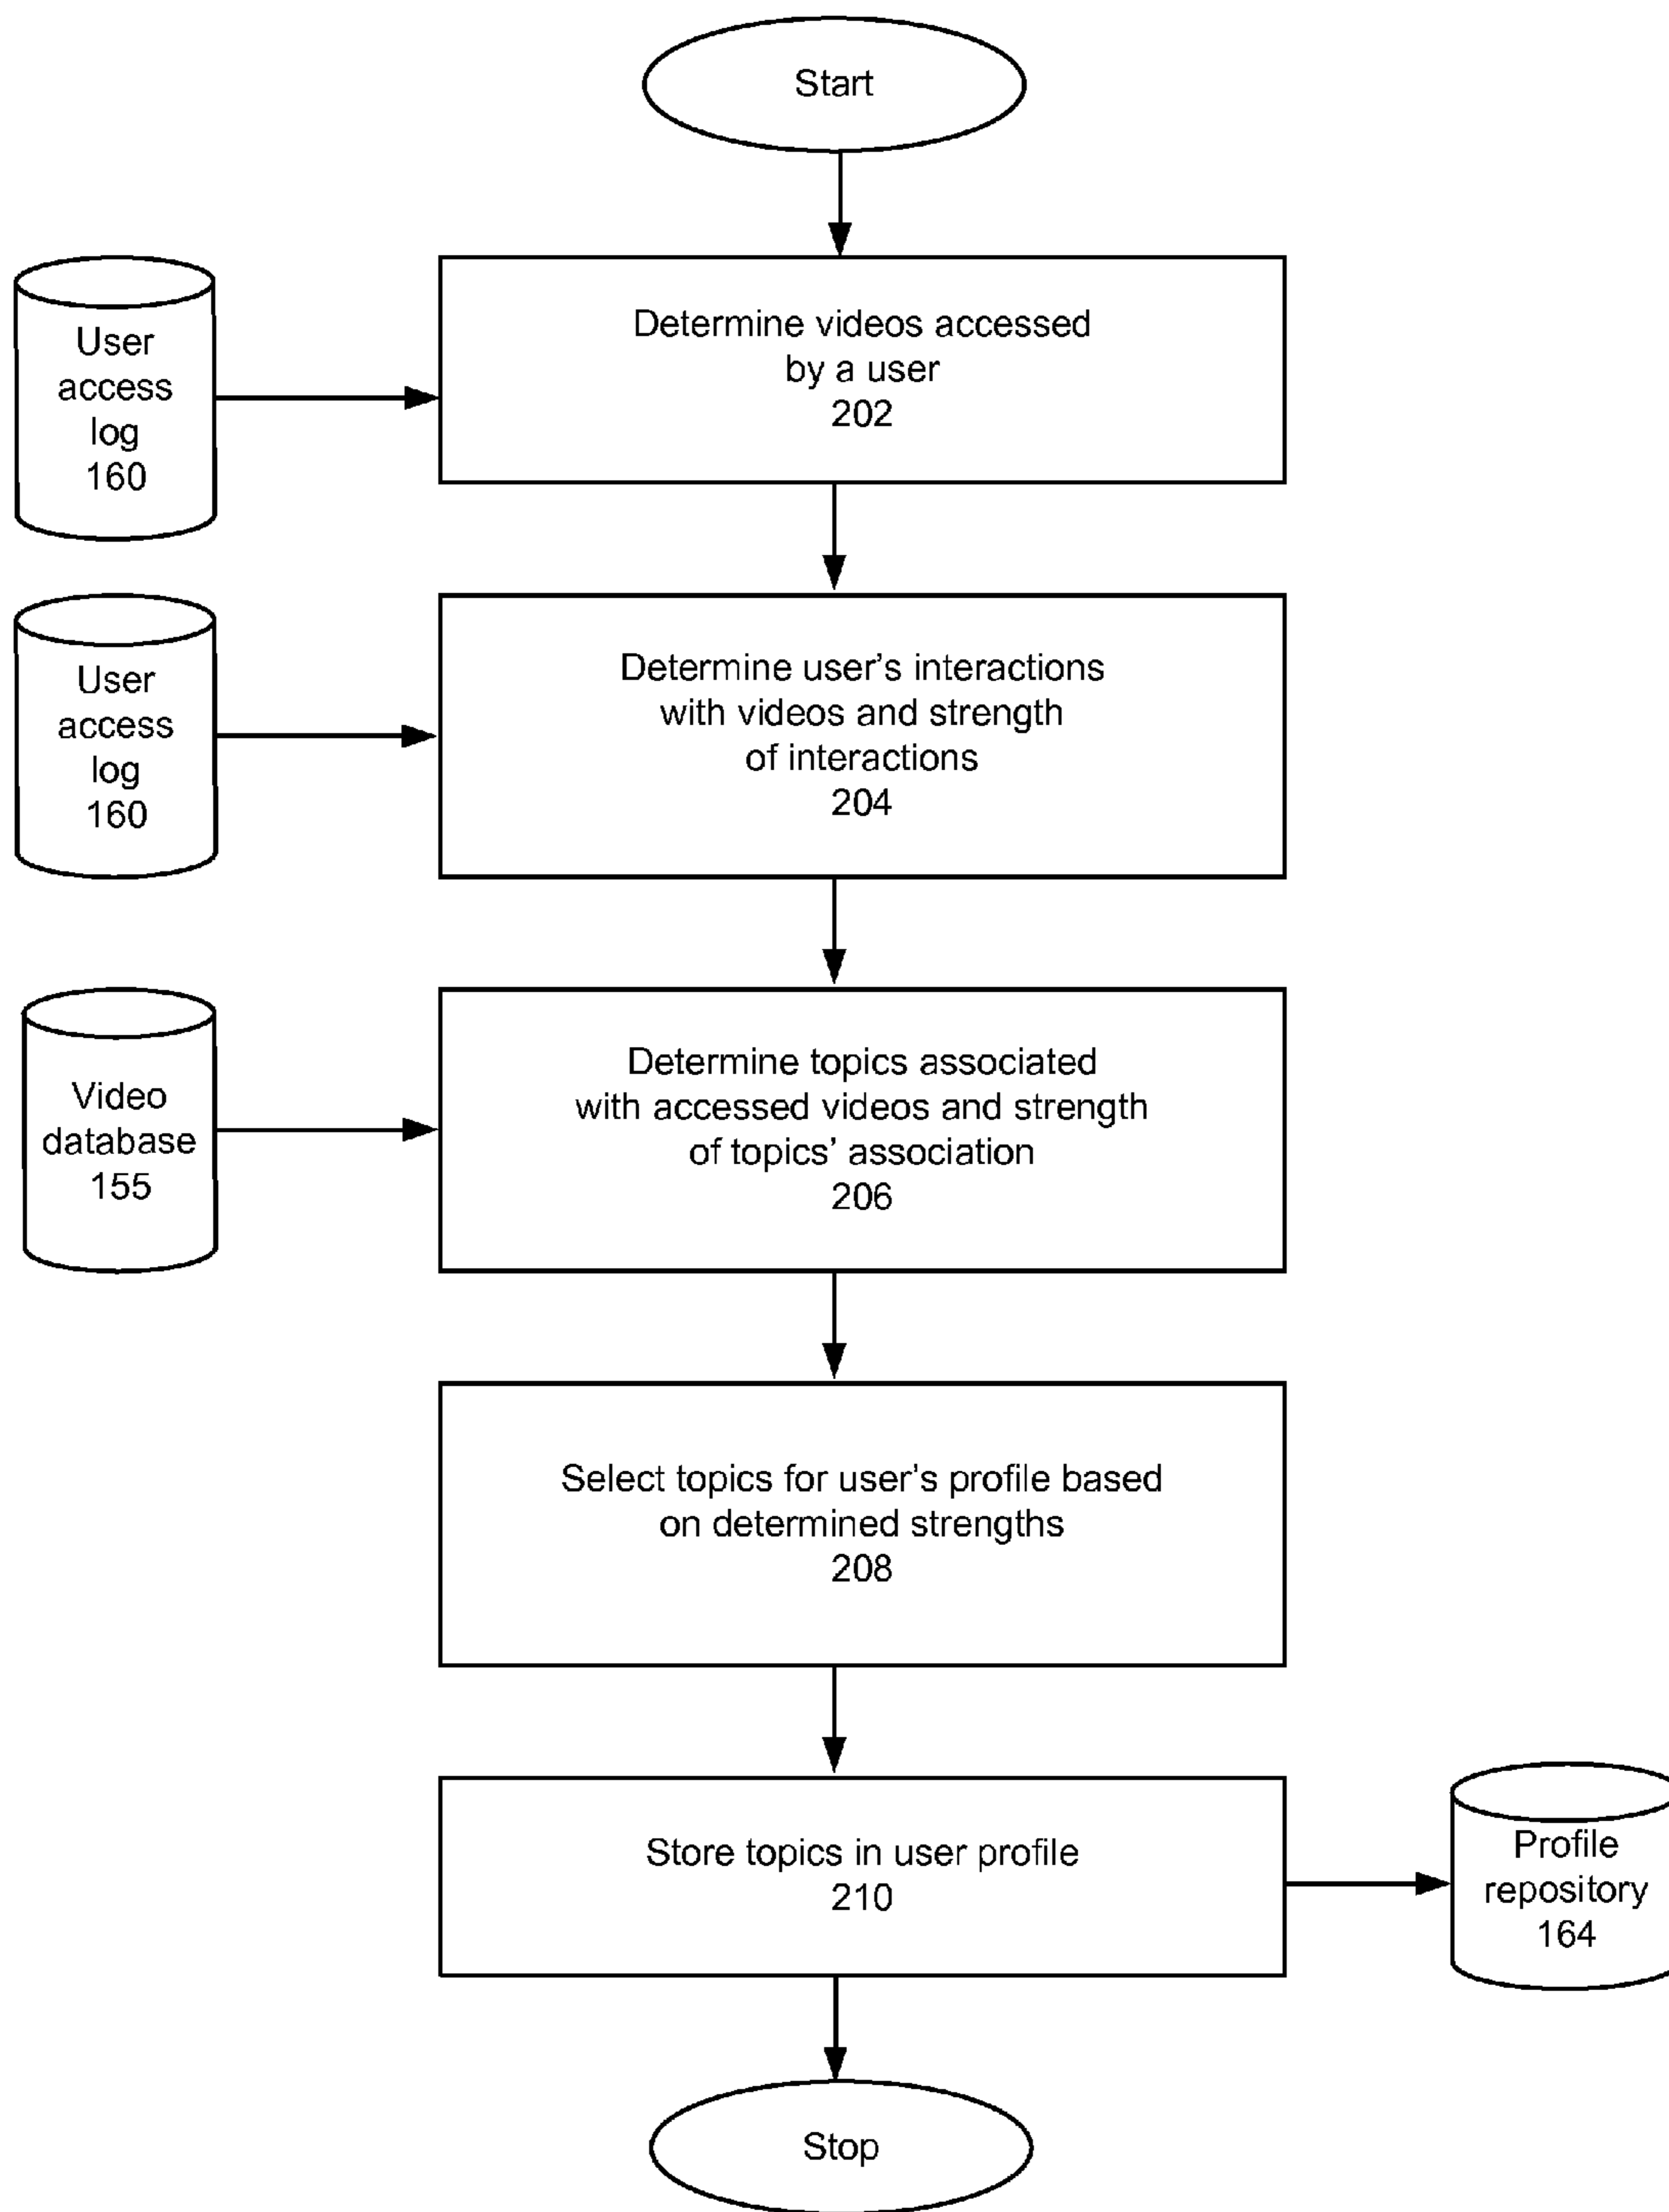 Start
User
access
log
160
Determine videos accessed
by a user
202
User
access
log
160
Determine user's interactions
with videos and strength
of interactions
204
Video
database
155
Determine topics associated
with accessed videos and strength
of topics' association
206
Select topics for user's profile based
on determined strengths
208
Store topics in user profile
210
Profile
repository
164
Stop